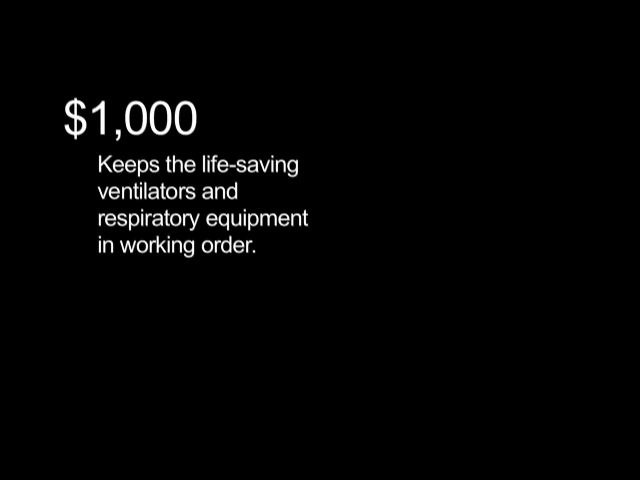 $1,000
Keeps the life-saving
ventilators and
respiratory equipment
in working order.